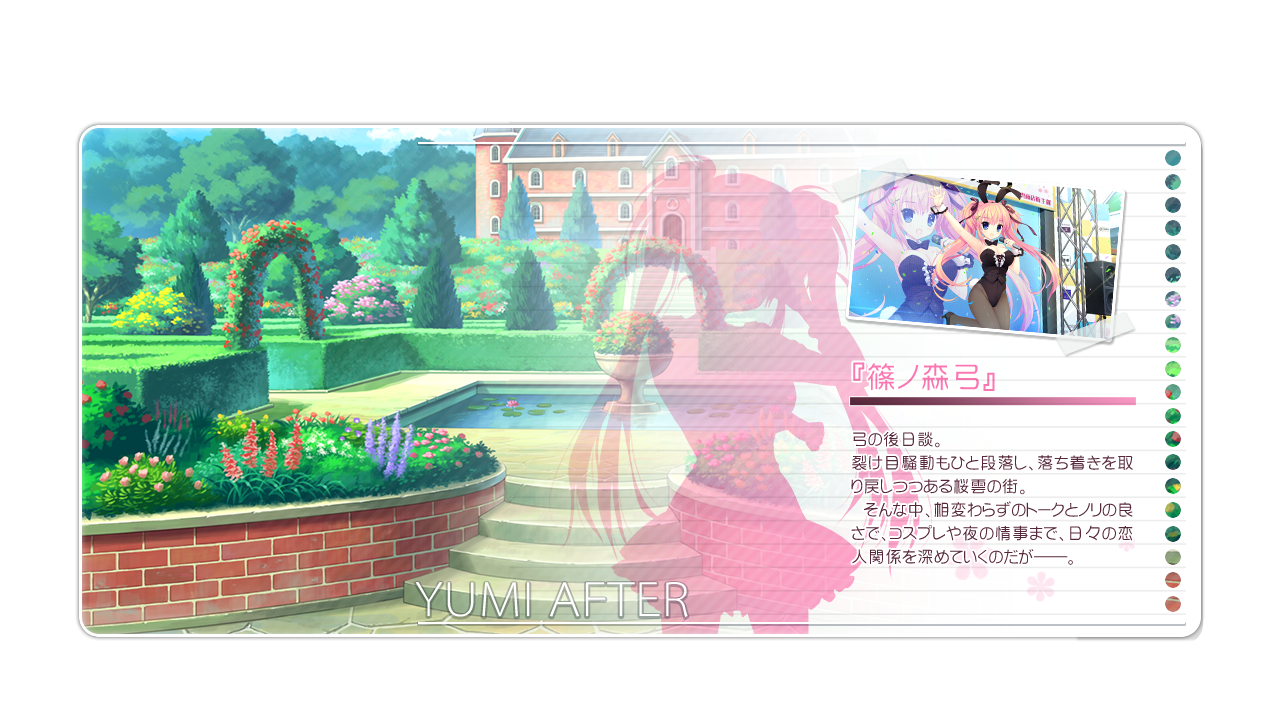 『篠ノ森 弓』
弓の後日談。
裂け目騒動もひと段落し、落ち着きを取
り戻しつつある桜雲の街。
そんな中、相変わらずのトークとノリの良
さで、コスプレや夜の情事まで、日々の恋
人関係を深めていくのだが――。
YUMI AFTER